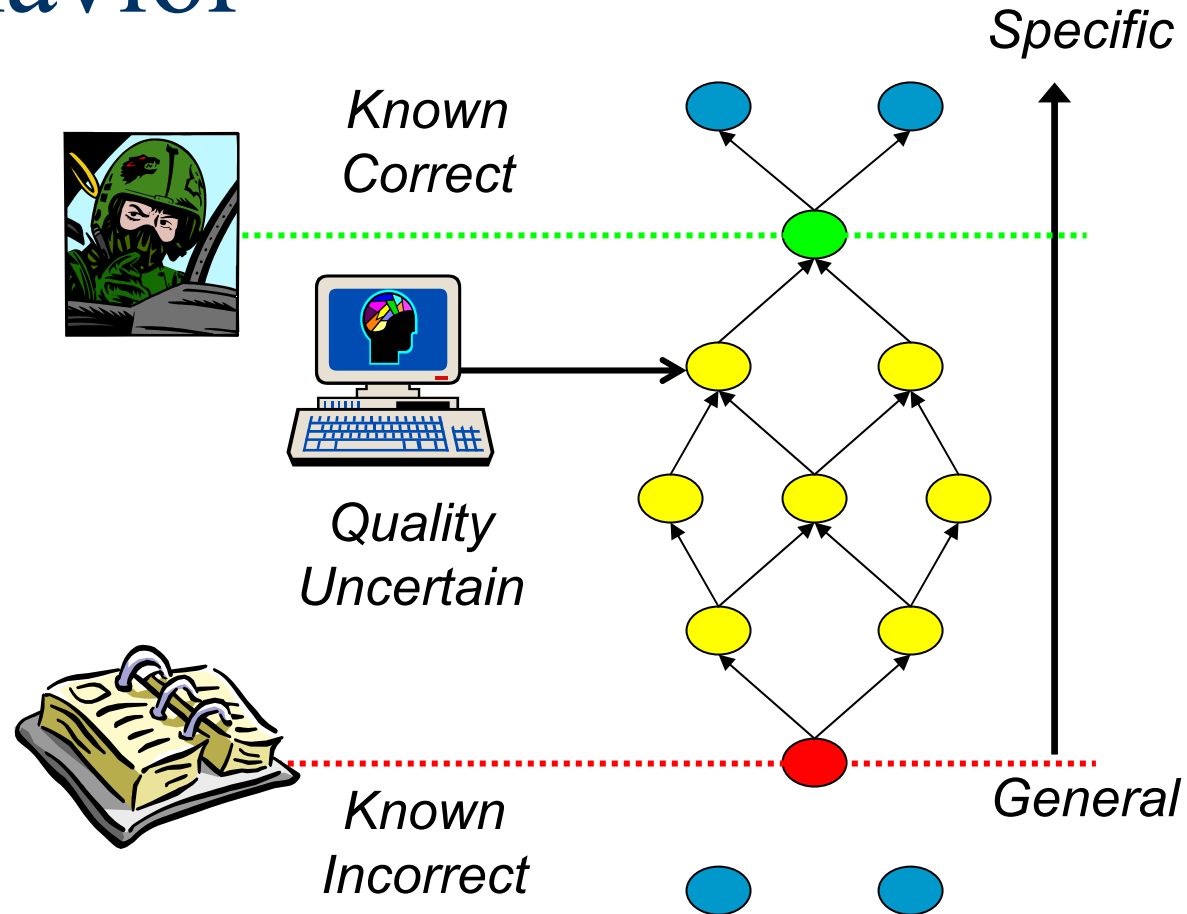 Specific
Known
Correct
Quality
Uncertain
General
Known
Incorrect